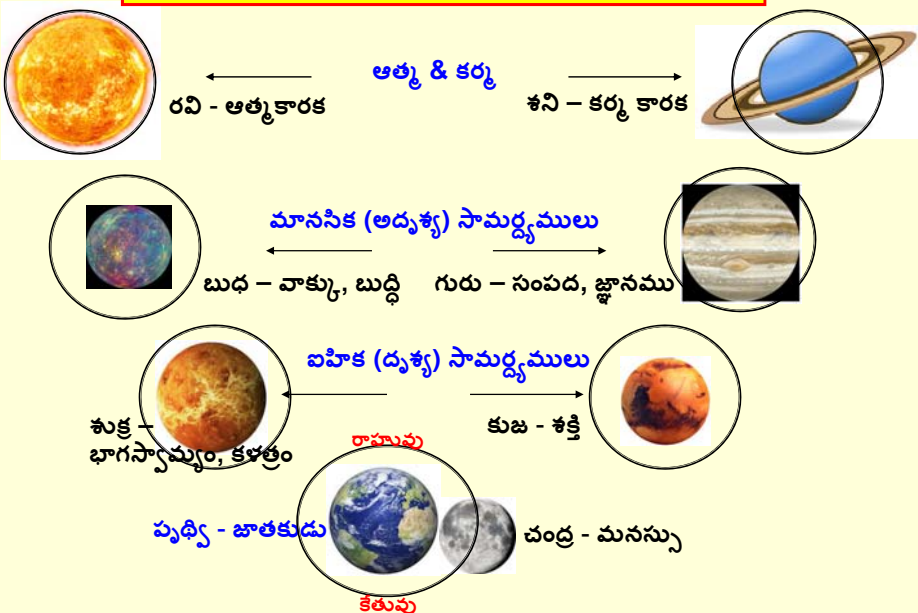 ఆత్మ & కర్మ
రవి - ఆత్మకారక
శని – కర్మ కారక
మానసిక (అదృశ్య) సామర్ద్యములు
బుధ – వాక్కు, బుద్ధి
గురు – సంపద, జ్ఞానము
ఐహిక (దృశ్య) సామర్ద్యములు
శుక్ర –
భాగస్వామ్యం, కళత్రం
కుజ - శక్తి
రాహువు
పృథ్వి - జాతకుడు
చంద్ర - మనస్సు
కేతువు